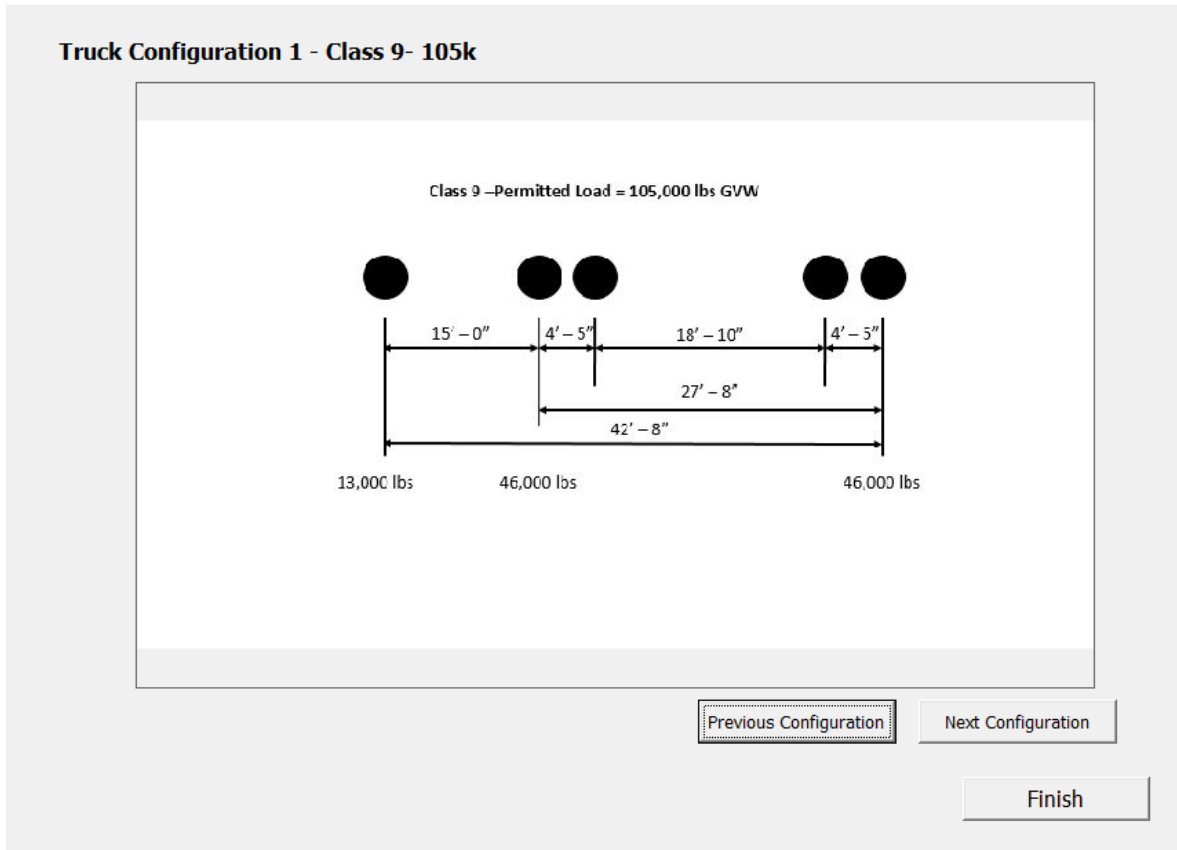 Truck Configuration 1 - Class 9- 105k
Class 9 –Permitted Load = 105,000 lbs GVW
15′ – 0″ 4′ – 5″ 18′ – 10″ 4′ – 5″
27′ – 8″
42′ – 8″
13,000 lbs 46,000 lbs 46,000 lbs
Previous Configuration Next Configuration
Finish